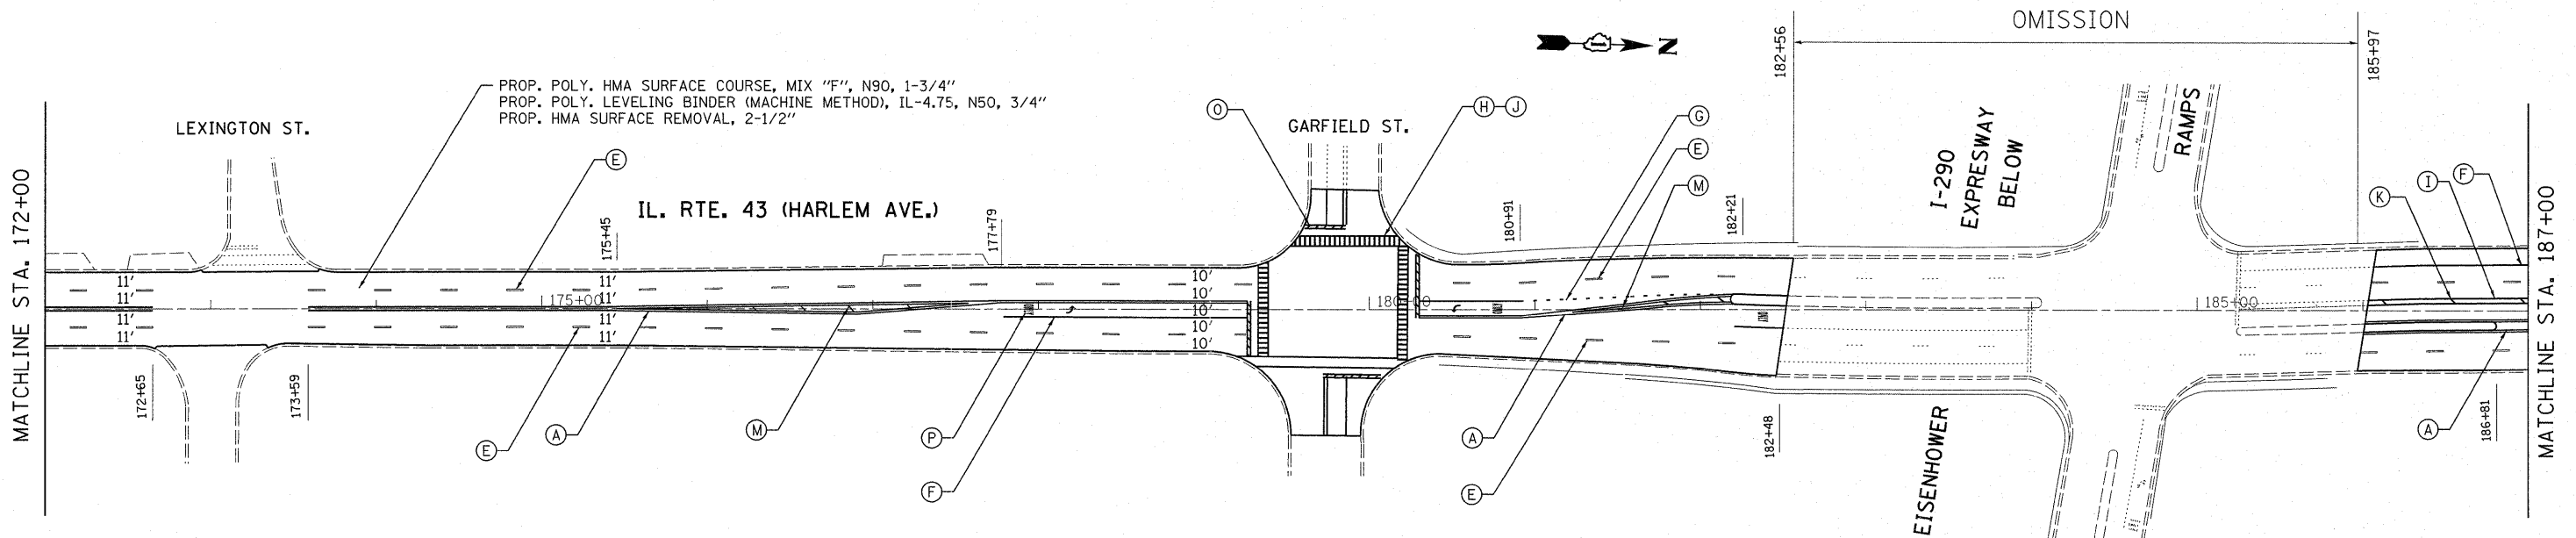 OMISSION
182+56
185+97
N
PROP. POLY. HMA SURFACE COURSE, MIX "F", N90, 1-3/4"
PROP. POLY. LEVELING BINDER (MACHINE METHOD), IL-4.75, N50, 3/4"
PROP. HMA SURFACE REMOVAL, 2-1/2"
LEXINGTON ST.
GARFIELD ST.
O
H
J
G
E
M
E
IL. RTE. 43 (HARLEM AVE.)
I-290
EXPRESWAY
BELOW
RAMPS
K
I
F
MATCHLINE STA. 172+00
MATCHLINE STA. 187+00
175+45
177+79
180+91
182+21
11'
11'
11'
11'
11'
11'
11'
11'
10'
10'
10'
10'
10'
175+00
180+00
185+00
172+65
173+59
182+48
186+81
E
A
M
P
F
A
E
A
EISENHOWER